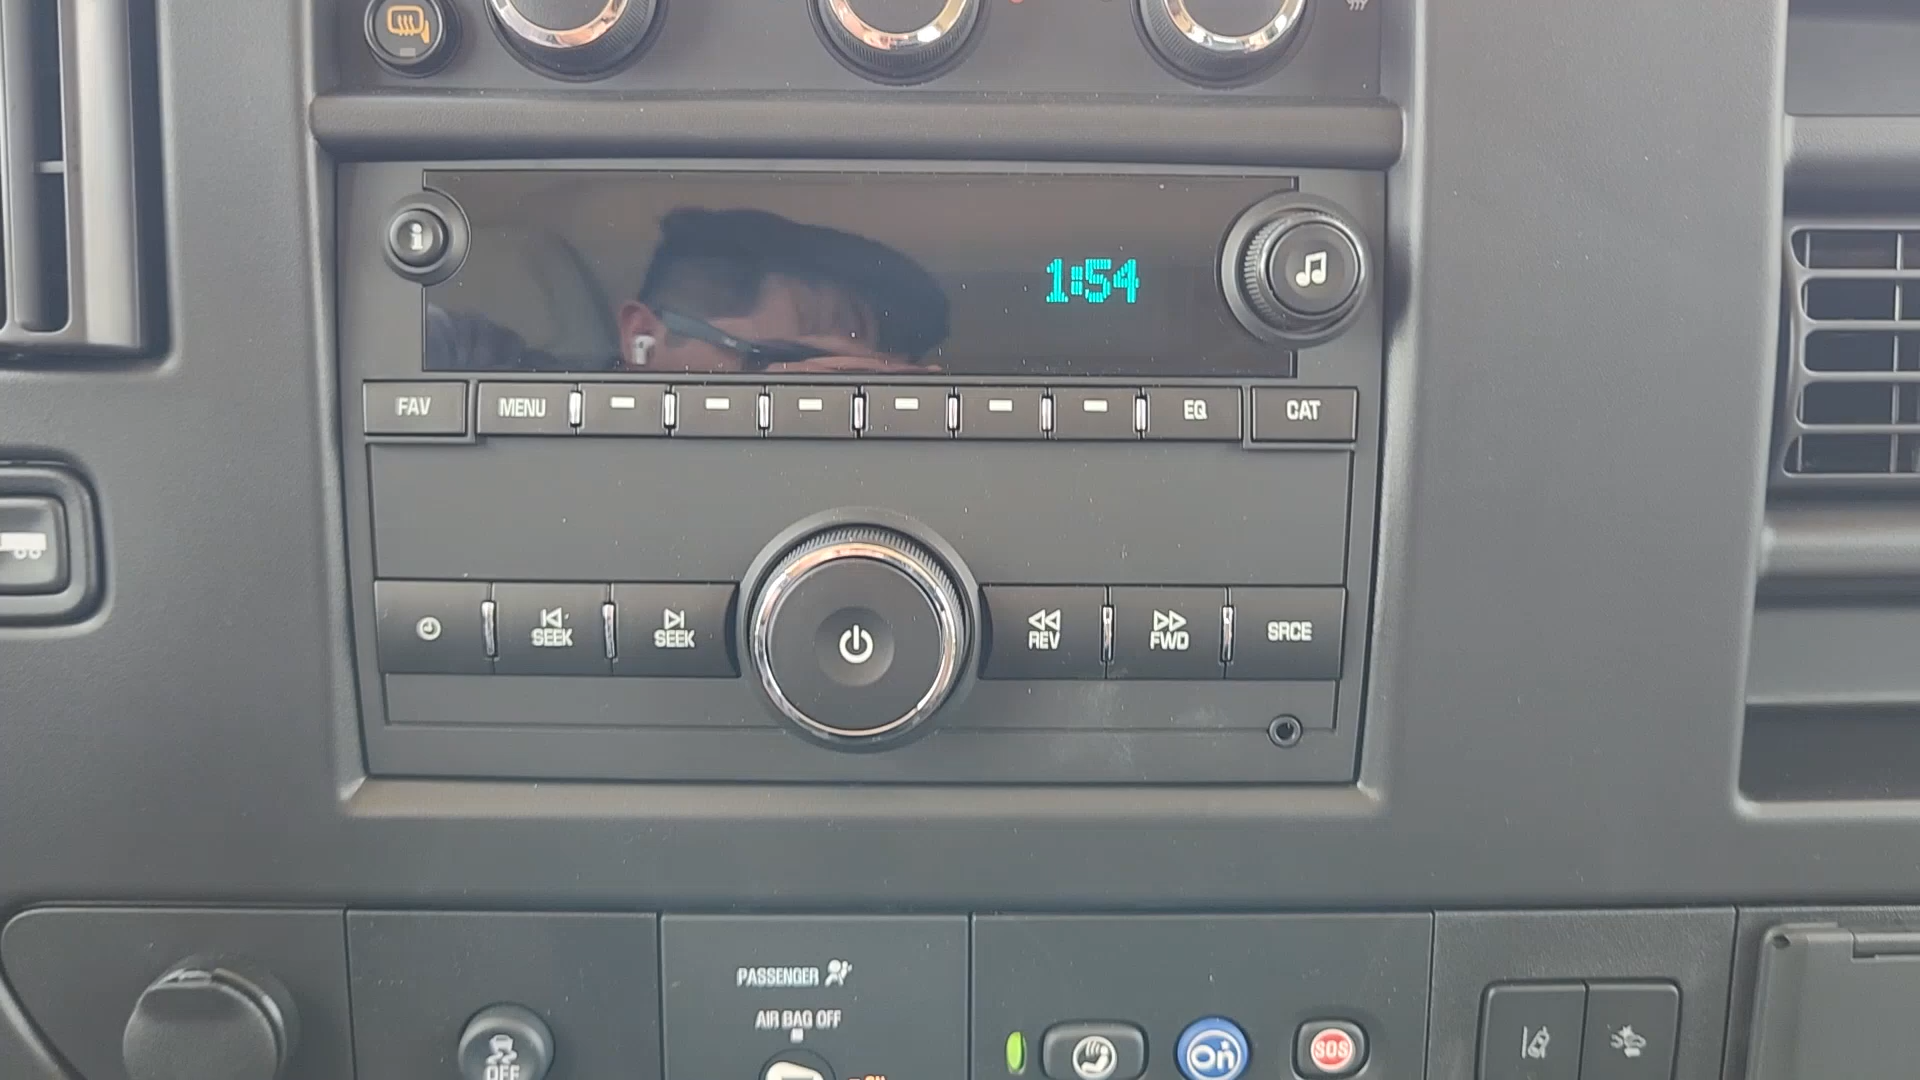 i
1:54
FAV MENU EQ CAT
SEEK SEEK REV FWD SRCE
PASSENGER
AIR BAG OFF
OFF On SOS